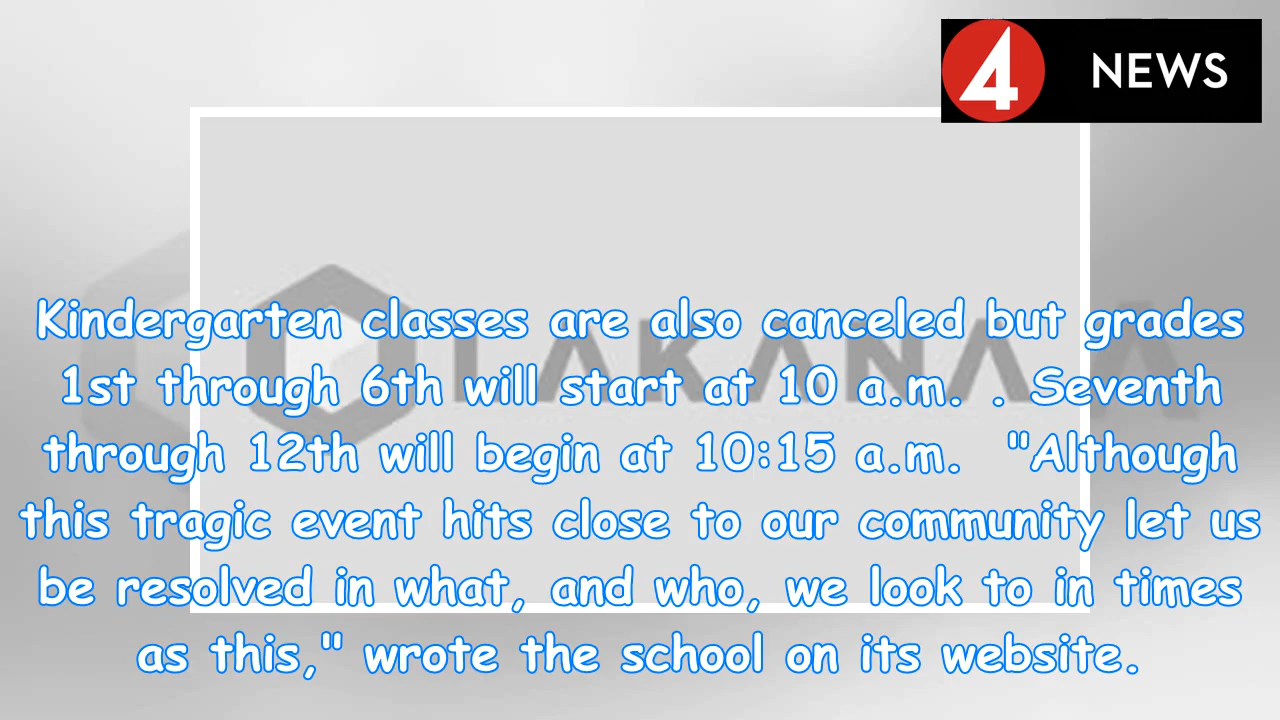 4 NEWS
Kindergarten classes are also canceled but grades
1st through 6th will start at 10 a.m. . Seventh
through 12th will begin at 10:15 a.m.  "Although
this tragic event hits close to our community let us
be resolved in what, and who, we look to in times
as this," wrote the school on its website.